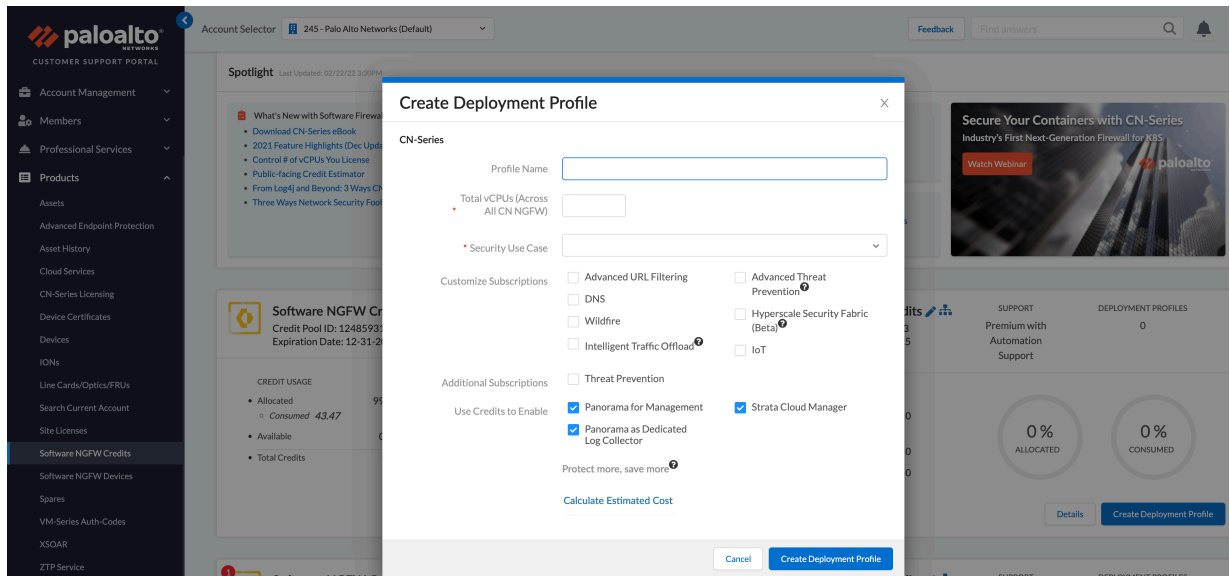 paloalto
NETWORKS
CUSTOMER SUPPORT PORTAL
Account Management
Members
Professional Services
Products
Assets
Advanced Endpoint Protection
Asset History
Cloud Services
CN-Series Licensing
Device Certificates
Devices
IONs
Line Cards/Optics/FRUs
Search Current Account
Site Licenses
Software NGFW Credits
Software NGFW Devices
Spares
VM-Series Auth-Codes
XSOAR
ZTP Service
Account Selector
245 - Palo Alto Networks (Default)
Feedback
Find answers
Spotlight Last Updated: 02/22/22 3:30PM
What's New with Software Firewal
Download CN-Series eBook
2021 Feature Highlights (Dec Upda
Control # of vCPUs You License
Public-facing Credit Estimator
From Log4j and Beyond: 3 Ways CN
Three Ways Network Security Fool
Secure Your Containers with CN-Series
Industry's First Next-Generation Firewall for K8S
Watch Webinar
paloalto
Software NGFW Cr
Credit Pool ID: 12485931
Expiration Date: 12-31-2
CREDIT USAGE
Allocated 99
Consumed 43.47
Available
Total Credits
Create Deployment Profile
CN-Series
Profile Name
* Total vCPUs (Across
All CN NGFW)
* Security Use Case
Customize Subscriptions
Advanced URL Filtering
DNS
Wildfire
Intelligent Traffic Offload
Advanced Threat
Prevention
Hyperscale Security Fabric
(Beta)
IoT
Additional Subscriptions
Threat Prevention
Use Credits to Enable
Panorama for Management
Strata Cloud Manager
Panorama as Dedicated
Log Collector
Protect more, save more
Calculate Estimated Cost
Cancel
Create Deployment Profile
dits
SUPPORT
Premium with
Automation
Support
DEPLOYMENT PROFILES
0
0%
ALLOCATED
0%
CONSUMED
Details
Create Deployment Profile
1